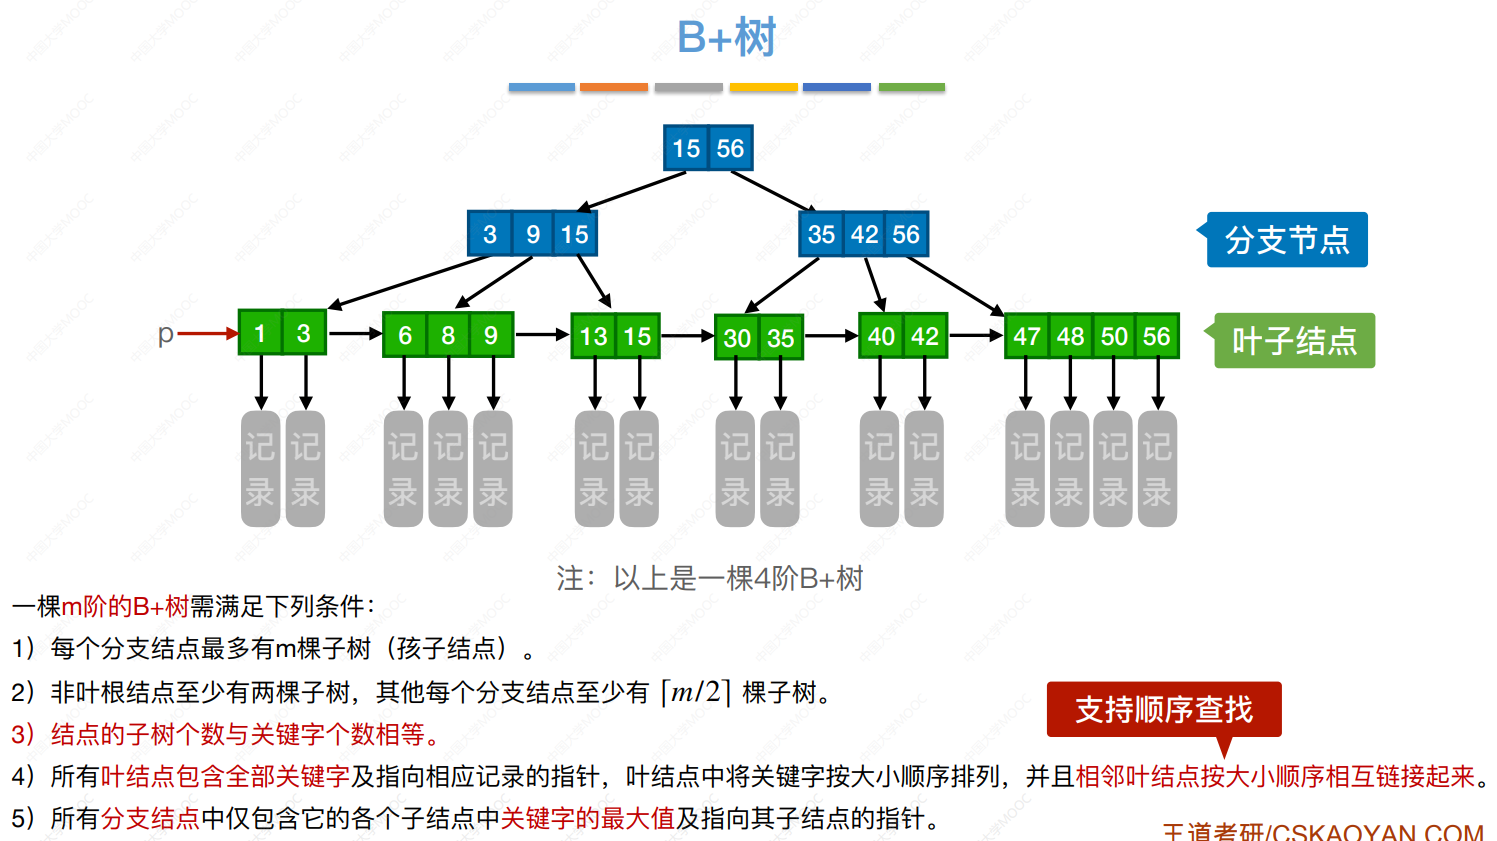 B+树
15 56
3 9 15
35 42 56
分支节点
p
1 3
6 8 9
13 15
30 35
40 42
47 48 50 56
叶子结点
记录 记录 记录 记录 记录 记录 记录 记录 记录 记录 记录 记录 记录 记录 记录
注：以上是一棵4阶B+树
一棵m阶的B+树需满足下列条件：
1）每个分支结点最多有m棵子树（孩子结点）。
2）非叶根结点至少有两棵子树，其他每个分支结点至少有 ⌈m/2⌉ 棵子树。
3）结点的子树个数与关键字个数相等。
支持顺序查找
4）所有叶结点包含全部关键字及指向相应记录的指针，叶结点中将关键字按大小顺序排列，并且相邻叶结点按大小顺序相互链接起来。
5）所有分支结点中仅包含它的各个子结点中关键字的最大值及指向其子结点的指针。
王道考研/CSKAOYAN.COM
中国大学MOOC